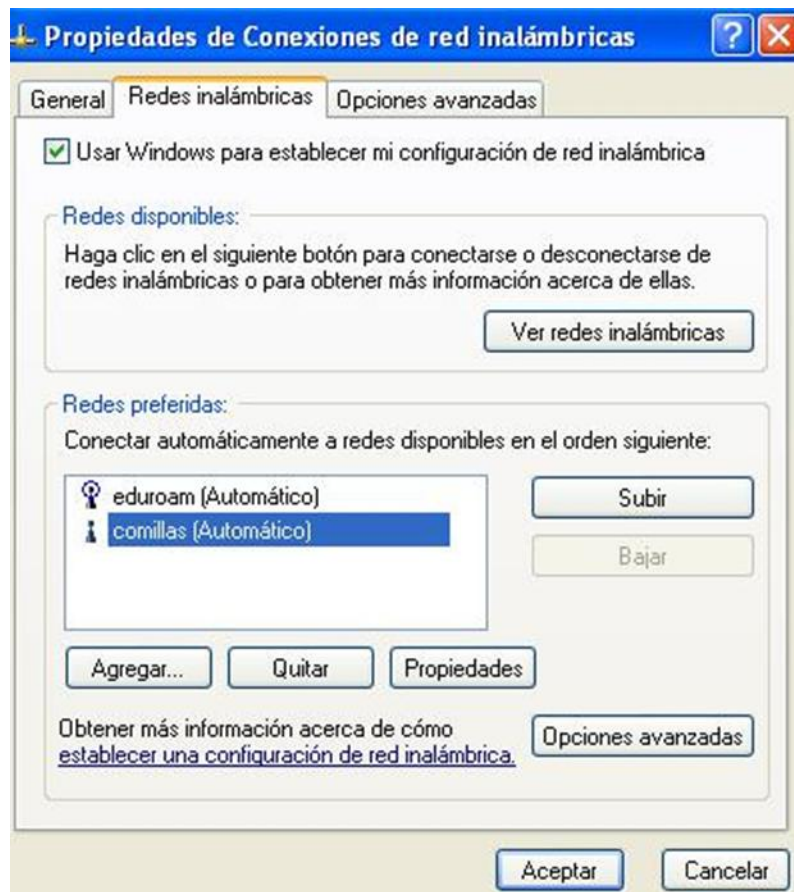 Propiedades de Conexiones de red inalámbricas
General
Redes inalámbricas
Opciones avanzadas
Usar Windows para establecer mi configuración de red inalámbrica
Redes disponibles:
Haga clic en el siguiente botón para conectarse o desconectarse de
redes inalámbricas o para obtener más información acerca de ellas.
Ver redes inalámbricas
Redes preferidas:
Conectar automáticamente a redes disponibles en el orden siguiente:
eduroam (Automático)
comillas (Automático)
Subir
Bajar
Agregar...
Quitar
Propiedades
Obtener más información acerca de cómo
establecer una configuración de red inalámbrica.
Opciones avanzadas
Aceptar
Cancelar